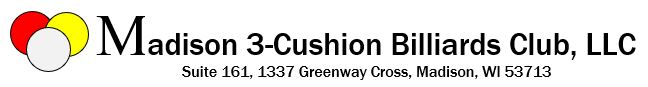 Madison 3-Cushion Billiards Club, LLC
Suite 161, 1337 Greenway Cross, Madison, WI 53713